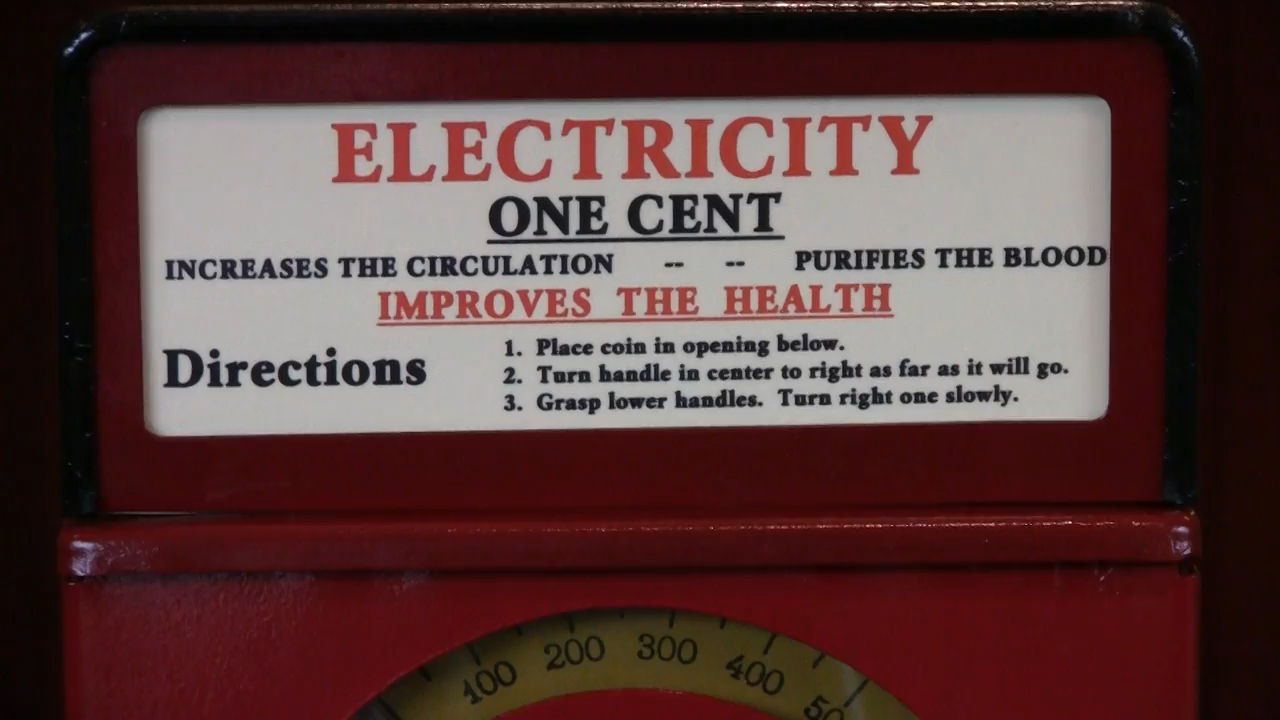 ELECTRICITY
ONE CENT
INCREASES THE CIRCULATION -- -- PURIFIES THE BLOOD
IMPROVES THE HEALTH
Directions
1. Place coin in opening below.
2. Turn handle in center to right as far as it will go.
3. Grasp lower handles. Turn right one slowly.
100 200 300 400